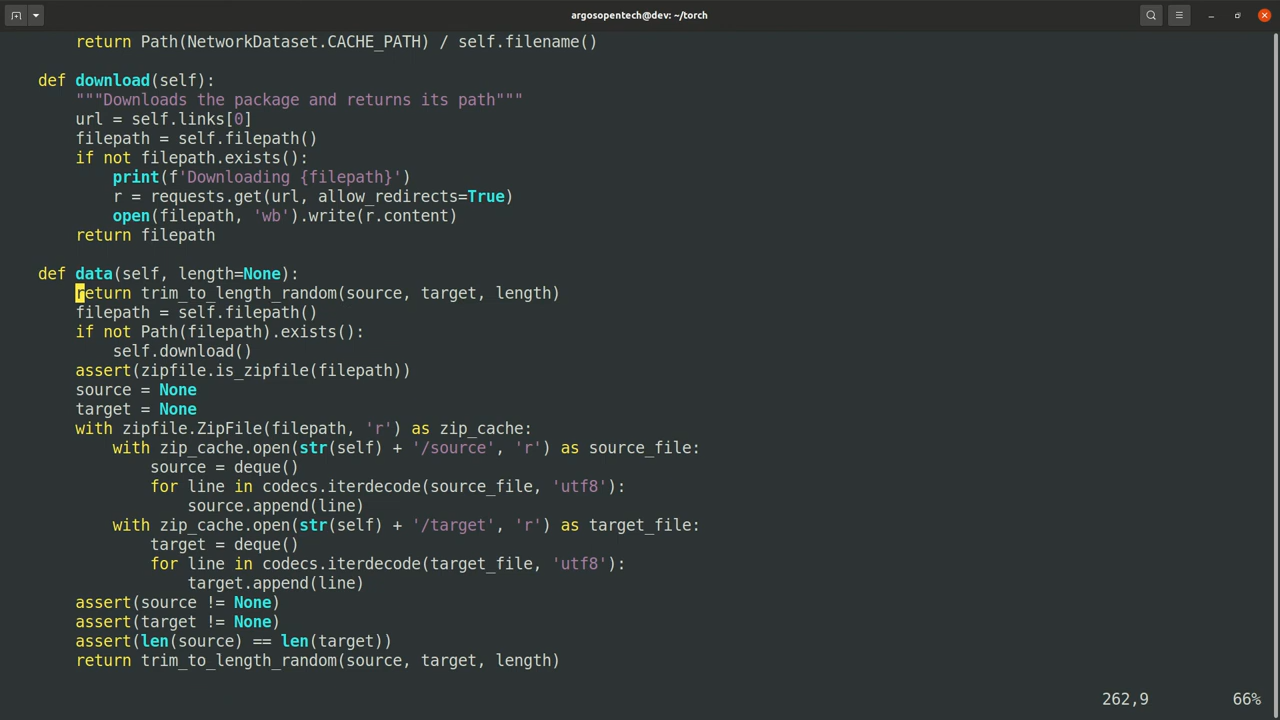 argosopentech@dev: ~/torch
        return Path(NetworkDataset.CACHE_PATH) / self.filename()
    def download(self):
        """Downloads the package and returns its path"""
        url = self.links[0]
        filepath = self.filepath()
        if not filepath.exists():
            print(f'Downloading {filepath}')
            r = requests.get(url, allow_redirects=True)
            open(filepath, 'wb').write(r.content)
        return filepath
    def data(self, length=None):
        return trim_to_length_random(source, target, length)
        filepath = self.filepath()
        if not Path(filepath).exists():
            self.download()
        assert(zipfile.is_zipfile(filepath))
        source = None
        target = None
        with zipfile.ZipFile(filepath, 'r') as zip_cache:
            with zip_cache.open(str(self) + '/source', 'r') as source_file:
                source = deque()
                for line in codecs.iterdecode(source_file, 'utf8'):
                    source.append(line)
            with zip_cache.open(str(self) + '/target', 'r') as target_file:
                target = deque()
                for line in codecs.iterdecode(target_file, 'utf8'):
                    target.append(line)
        assert(source != None)
        assert(target != None)
        assert(len(source) == len(target))
        return trim_to_length_random(source, target, length)
262,9 66%